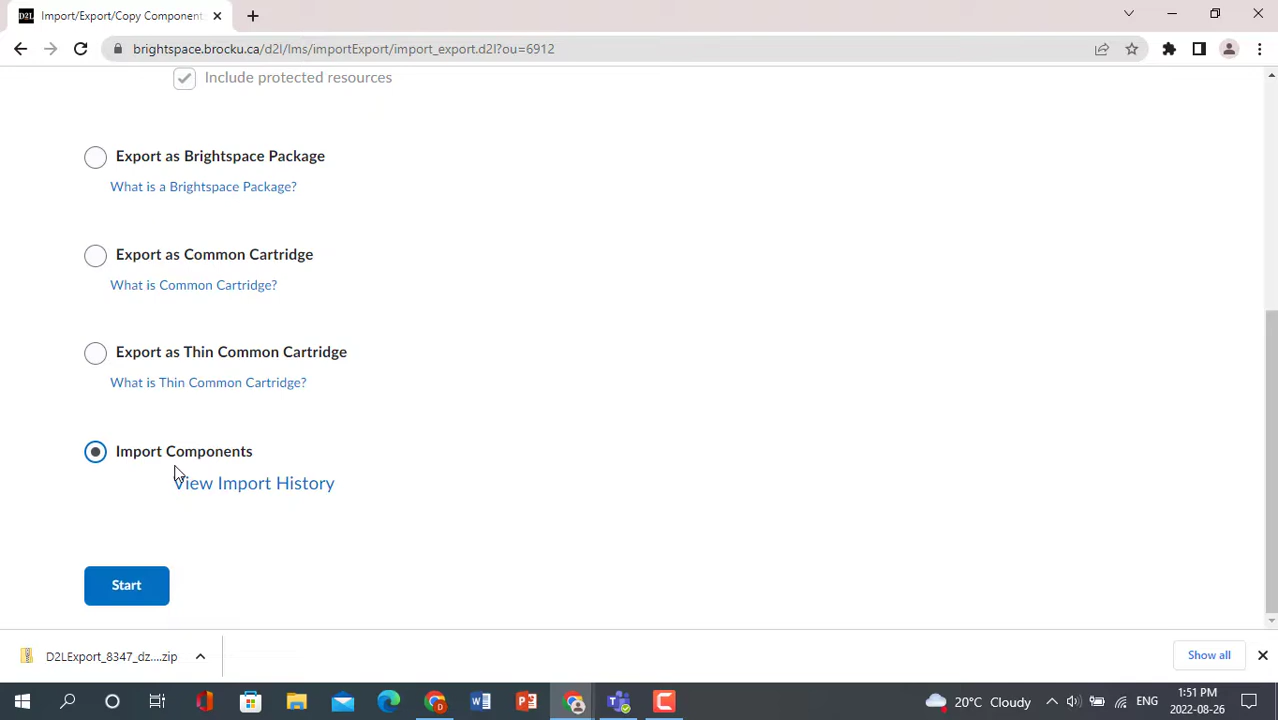 D2L Import/Export/Copy Component
brightspace.brocku.ca/d2l/lms/importExport/import_export.d2l?ou=6912
Include protected resources
Export as Brightspace Package
What is a Brightspace Package?
Export as Common Cartridge
What is Common Cartridge?
Export as Thin Common Cartridge
What is Thin Common Cartridge?
Import Components
View Import History
Start
D2LExport_8347_dz....zip
Show all
20°C Cloudy
ENG
1:51 PM
2022-08-26